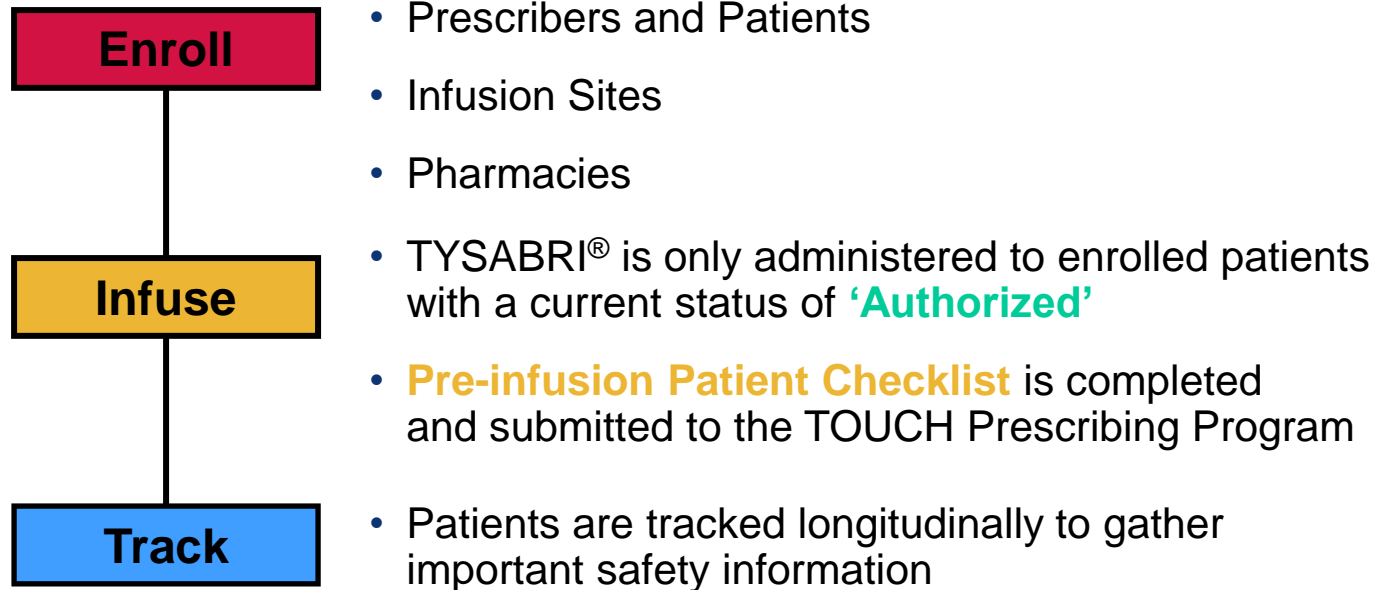 Enroll
• Prescribers and Patients
• Infusion Sites
• Pharmacies
Infuse
• TYSABRI® is only administered to enrolled patients
with a current status of ‘Authorized’
• Pre-infusion Patient Checklist is completed
and submitted to the TOUCH Prescribing Program
Track
• Patients are tracked longitudinally to gather
important safety information